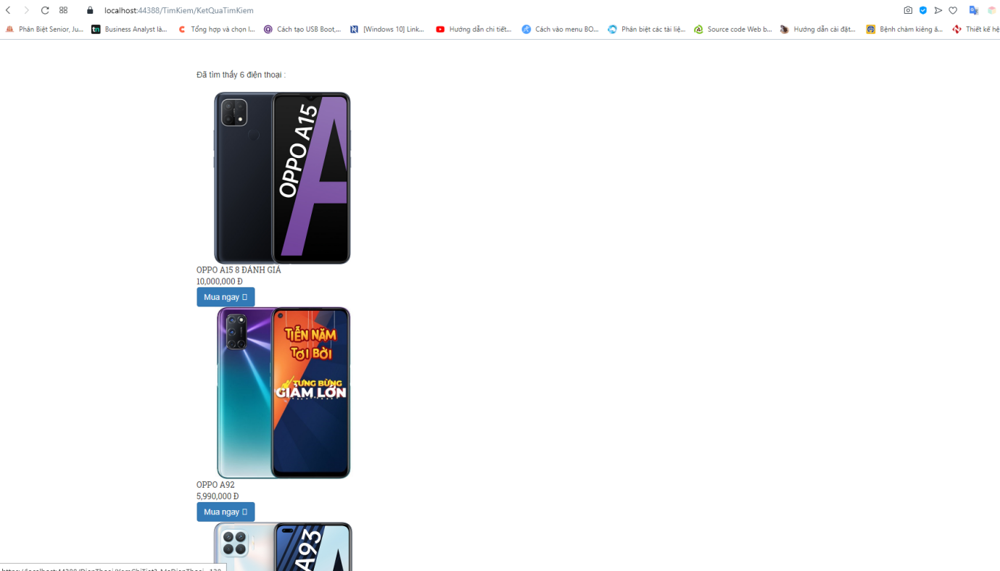 localhost:44388/TimKiem/KetQuaTimKiem
Phân Biệt Senior, Ju... Business Analyst là... Tổng hợp và chọn l... Cách tạo USB Boot,... [Windows 10] Link... Hướng dẫn chi tiết... Cách vào menu BO... Phân biệt các tài liệ... Source code Web b... Hướng dẫn cài đặt... Bệnh chàm kiêng ă... Thiết kế hệ
Đã tìm thấy 6 điện thoại :
OPPO A15
OPPO A15 8 ĐÁNH GIÁ
10,000,000 Đ
Mua ngay
TIỄN NĂM
TƠI BỜI
TƯNG BỪNG
GIẢM LỚN
OPPO A92
5,990,000 Đ
Mua ngay
A93